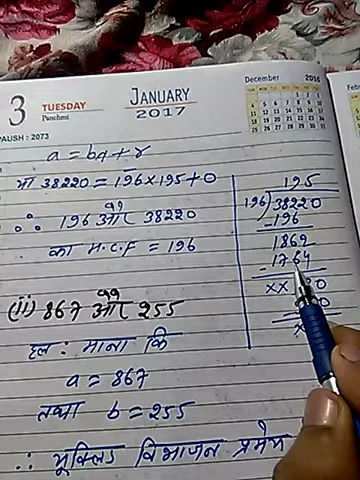 3 TUESDAY JANUARY
Panchmi 2017
PAUSH : 2073
December 2016
a = bq + r
या 38220 = 196 × 195 + 0
∴ 196 और 38220
का H.C.F = 196
195
196) 38220
- 196
1862
- 1764
(ii) 867 और 255
हल : माना कि
a = 867
तथा b = 255
∴ यूक्लिड विभाजन प्रमेय